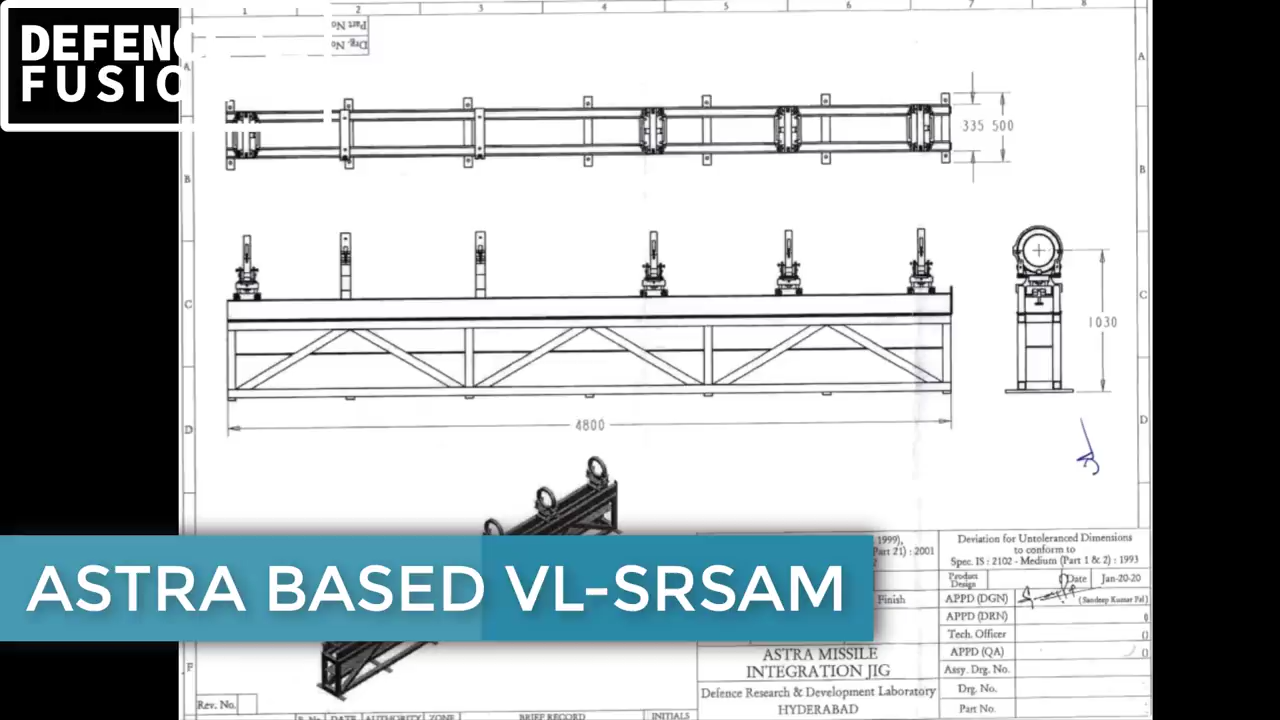 DEFENC
FUSIO
1
2
3
4
5
6
7
8
Part No
Drg. No.
A
A
B
B
335 500
C
C
1030
D
D
4800
ASTRA BASED VL-SRSAM
1999),
(Part 21) : 2001
2
Finish
Deviation for Untoleranced Dimensions
to conform to
Spec. IS : 2102 - Medium (Part 1 & 2) : 1993
Product
Design
Date
Jan-20-20
APPD (DGN)
(Sandeep Kumar Pal)
APPD (DRN)
()
Tech. Officer
()
APPD (QA)
()
Assy. Drg. No.
Drg. No.
Part No.
ASTRA MISSILE
INTEGRATION JIG
Defence Research & Development Laboratory
HYDERABAD
F
Rev. No.
DATE
AUTHORITY
ZONE
BRIEF RECORD
INITIALS